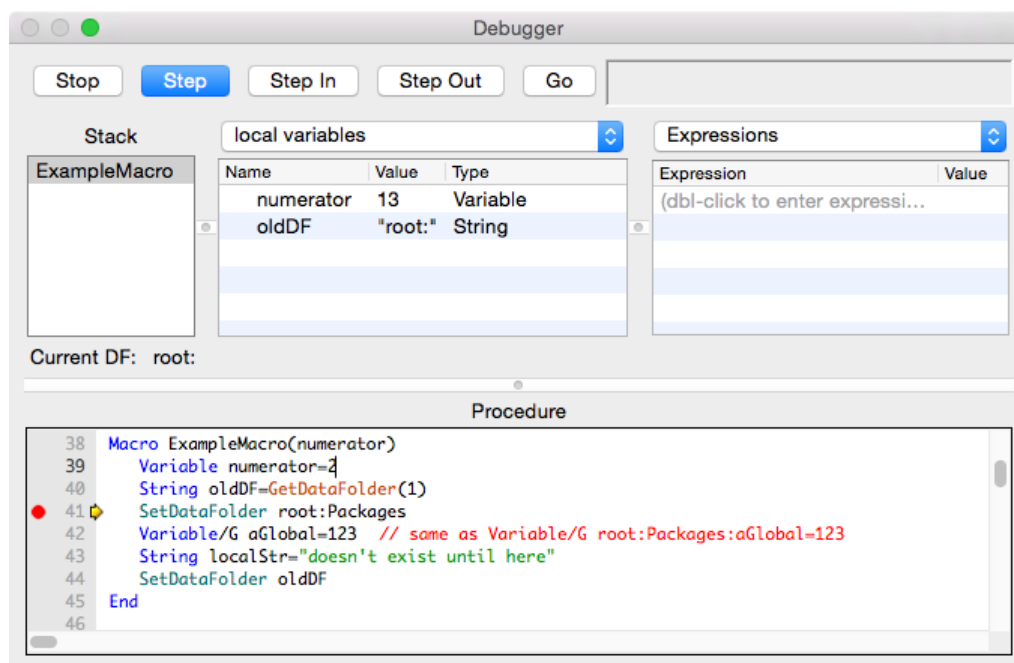 Debugger
Stop Step Step In Step Out Go
Stack local variables Expressions
ExampleMacro
Name Value Type
numerator 13 Variable
oldDF "root:" String
Expression Value
(dbl-click to enter expressi...
Current DF: root:
Procedure
38 Macro ExampleMacro(numerator)
39 Variable numerator=2
40 String oldDF=GetDataFolder(1)
41 SetDataFolder root:Packages
42 Variable/G aGlobal=123 // same as Variable/G root:Packages:aGlobal=123
43 String localStr="doesn't exist until here"
44 SetDataFolder oldDF
45 End
46